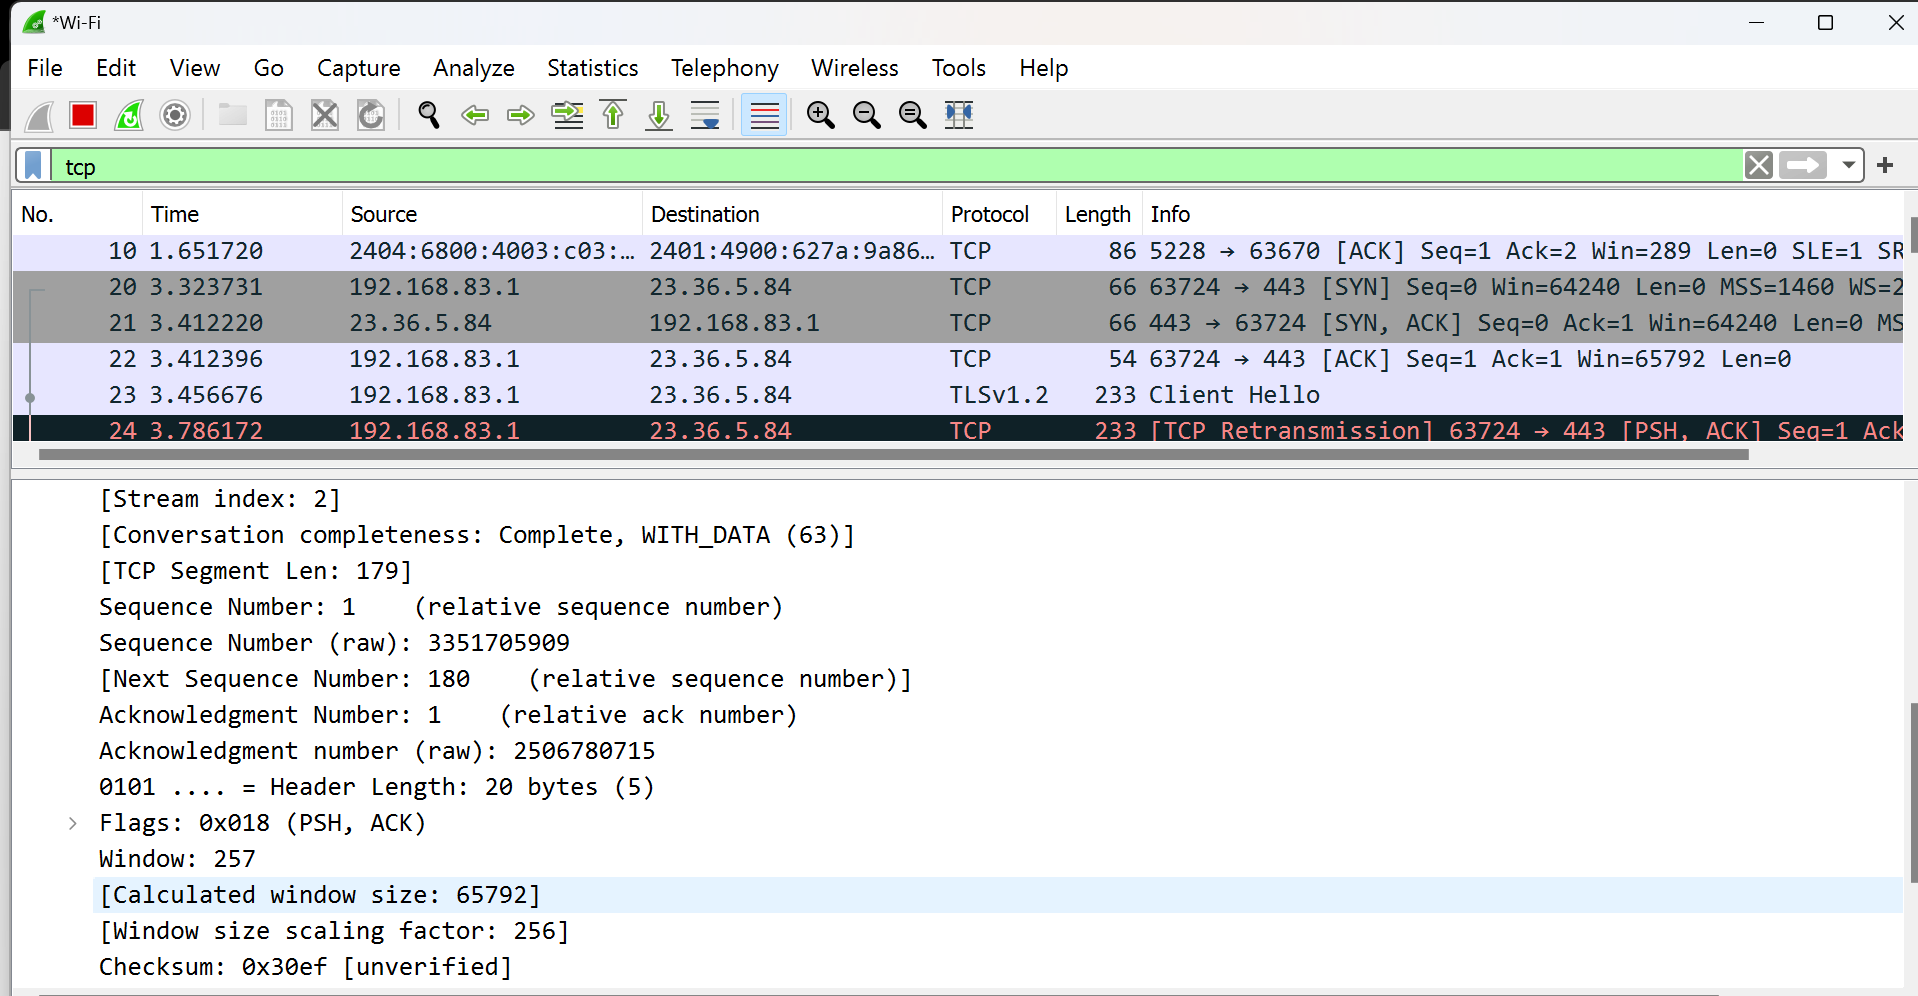 *Wi-Fi
File Edit View Go Capture Analyze Statistics Telephony Wireless Tools Help
tcp
No. Time Source Destination Protocol Length Info
10 1.651720 2404:6800:4003:c03:… 2401:4900:627a:9a86… TCP 86 5228 → 63670 [ACK] Seq=1 Ack=2 Win=289 Len=0 SLE=1 SR
20 3.323731 192.168.83.1 23.36.5.84 TCP 66 63724 → 443 [SYN] Seq=0 Win=64240 Len=0 MSS=1460 WS=2
21 3.412220 23.36.5.84 192.168.83.1 TCP 66 443 → 63724 [SYN, ACK] Seq=0 Ack=1 Win=64240 Len=0 MS
22 3.412396 192.168.83.1 23.36.5.84 TCP 54 63724 → 443 [ACK] Seq=1 Ack=1 Win=65792 Len=0
23 3.456676 192.168.83.1 23.36.5.84 TLSv1.2 233 Client Hello
24 3.786172 192.168.83.1 23.36.5.84 TCP 233 [TCP Retransmission] 63724 → 443 [PSH, ACK] Seq=1 Ack
[Stream index: 2]
[Conversation completeness: Complete, WITH_DATA (63)]
[TCP Segment Len: 179]
Sequence Number: 1 (relative sequence number)
Sequence Number (raw): 3351705909
[Next Sequence Number: 180 (relative sequence number)]
Acknowledgment Number: 1 (relative ack number)
Acknowledgment number (raw): 2506780715
0101 .... = Header Length: 20 bytes (5)
Flags: 0x018 (PSH, ACK)
Window: 257
[Calculated window size: 65792]
[Window size scaling factor: 256]
Checksum: 0x30ef [unverified]